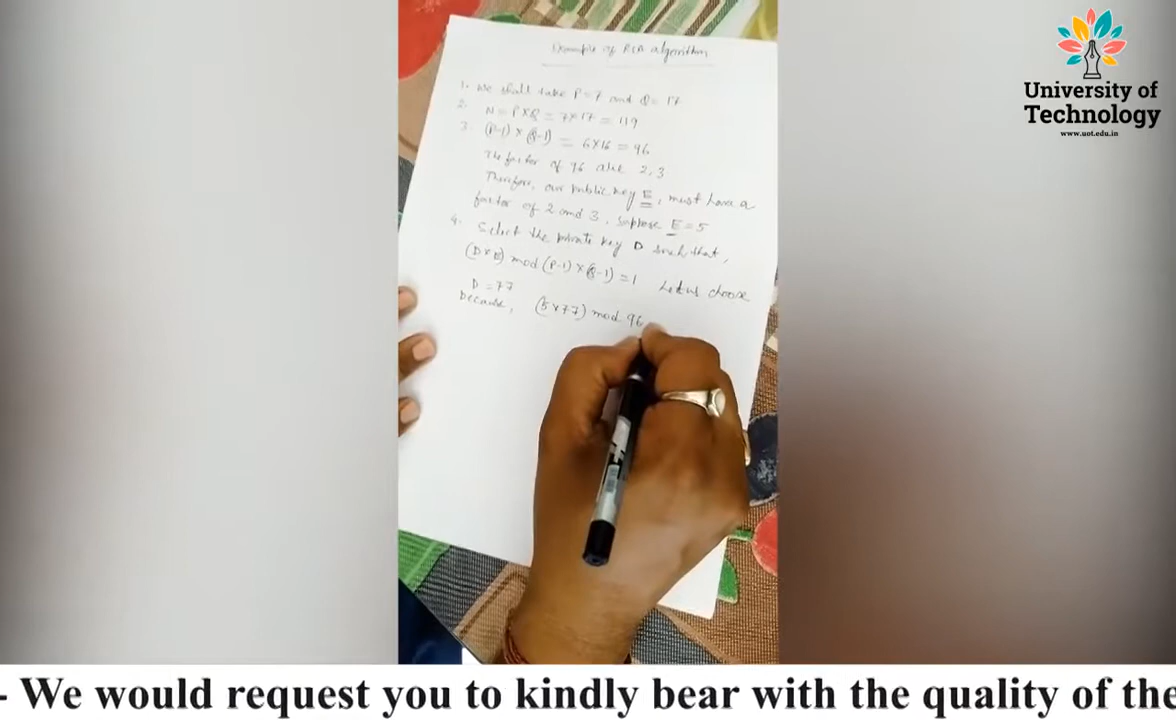 Example of RSA algorithm
1. We shall take P=7 and Q=17
2. N = P×Q = 7×17 = 119
3. (P-1) × (Q-1) = 6×16 = 96
The factor of 96 are 2, 3
Therefore, our public key E, must have a
factor of 2 and 3, suppose E=5
4. Select the private key D such that,
(D×E) mod (P-1) × (Q-1) =1 Let us choose
D = 77
Because, (5×77) mod 96
University of
Technology
www.uot.edu.in
- We would request you to kindly bear with the quality of the